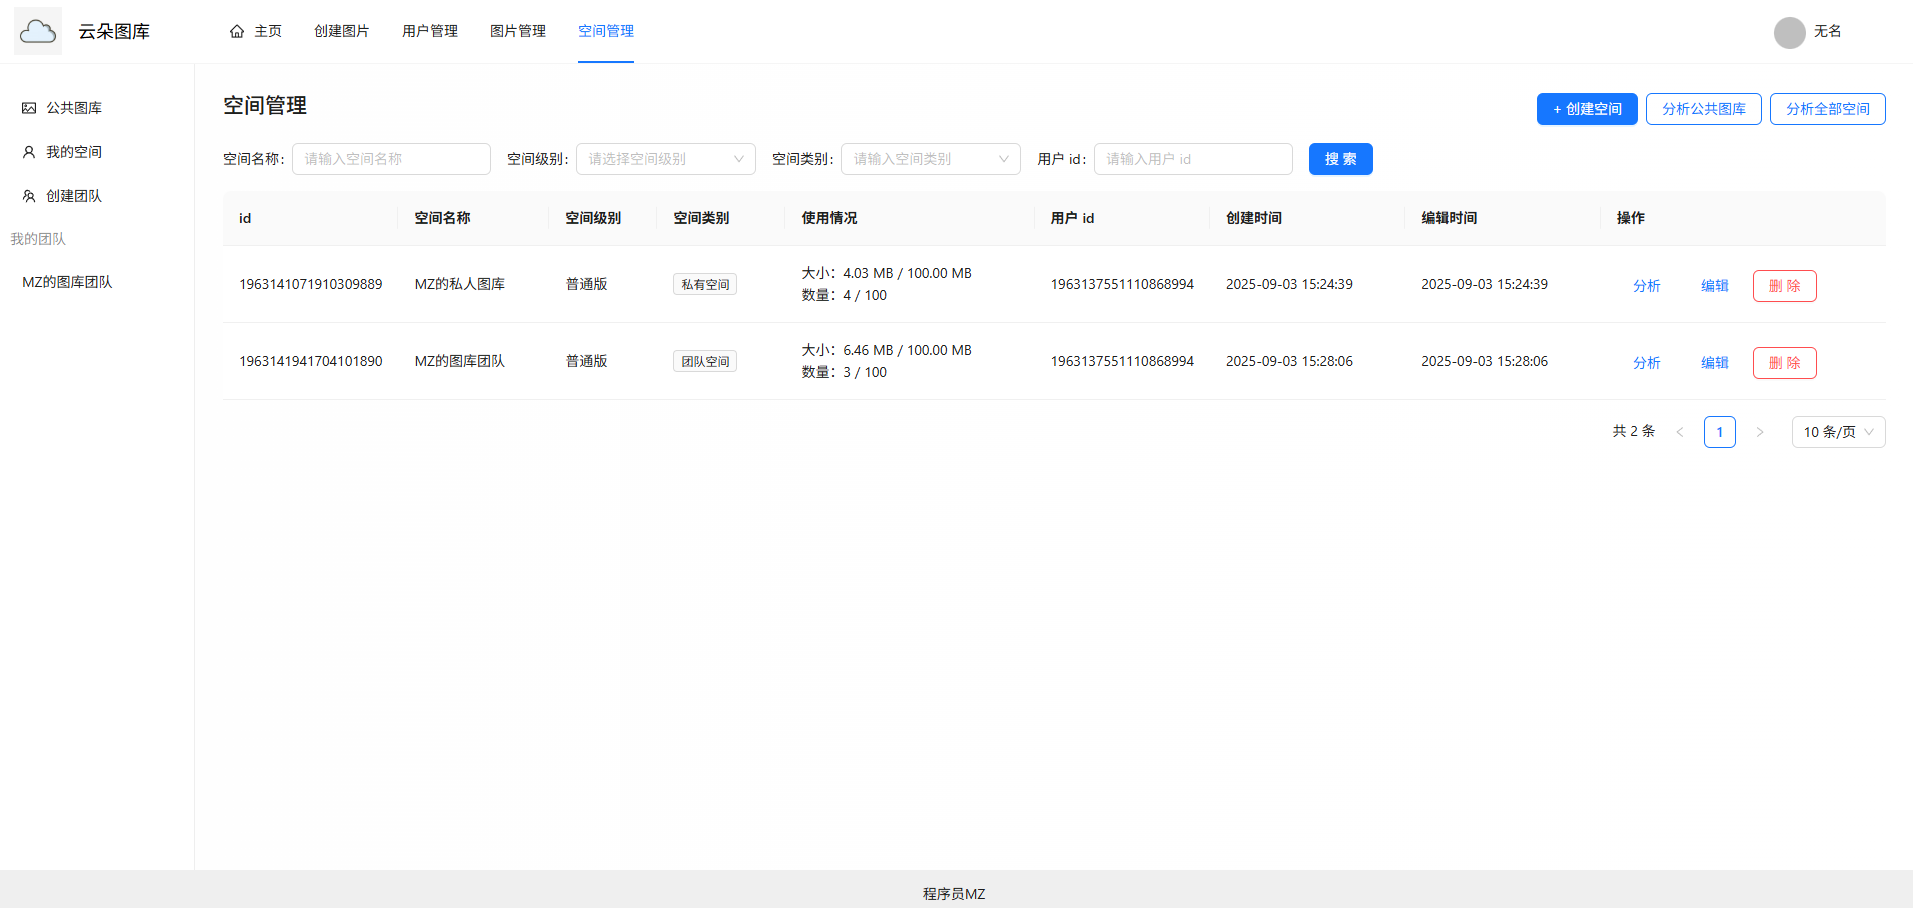 云朵图库
主页 创建图片 用户管理 图片管理 空间管理
无名
公共图库
我的空间
创建团队
我的团队
MZ的图库团队
空间管理
+ 创建空间 分析公共图库 分析全部空间
空间名称: 请输入空间名称 空间级别: 请选择空间级别 空间类别: 请输入空间类别 用户 id: 请输入用户 id 搜 索
id 空间名称 空间级别 空间类别 使用情况 用户 id 创建时间 编辑时间 操作
1963141071910309889 MZ的私人图库 普通版 私有空间 大小：4.03 MB / 100.00 MB 1963137551110868994 2025-09-03 15:24:39 2025-09-03 15:24:39 分析 编辑 删 除
数量：4 / 100
1963141941704101890 MZ的图库团队 普通版 团队空间 大小：6.46 MB / 100.00 MB 1963137551110868994 2025-09-03 15:28:06 2025-09-03 15:28:06 分析 编辑 删 除
数量：3 / 100
共 2 条 < 1 > 10 条/页
程序员MZ